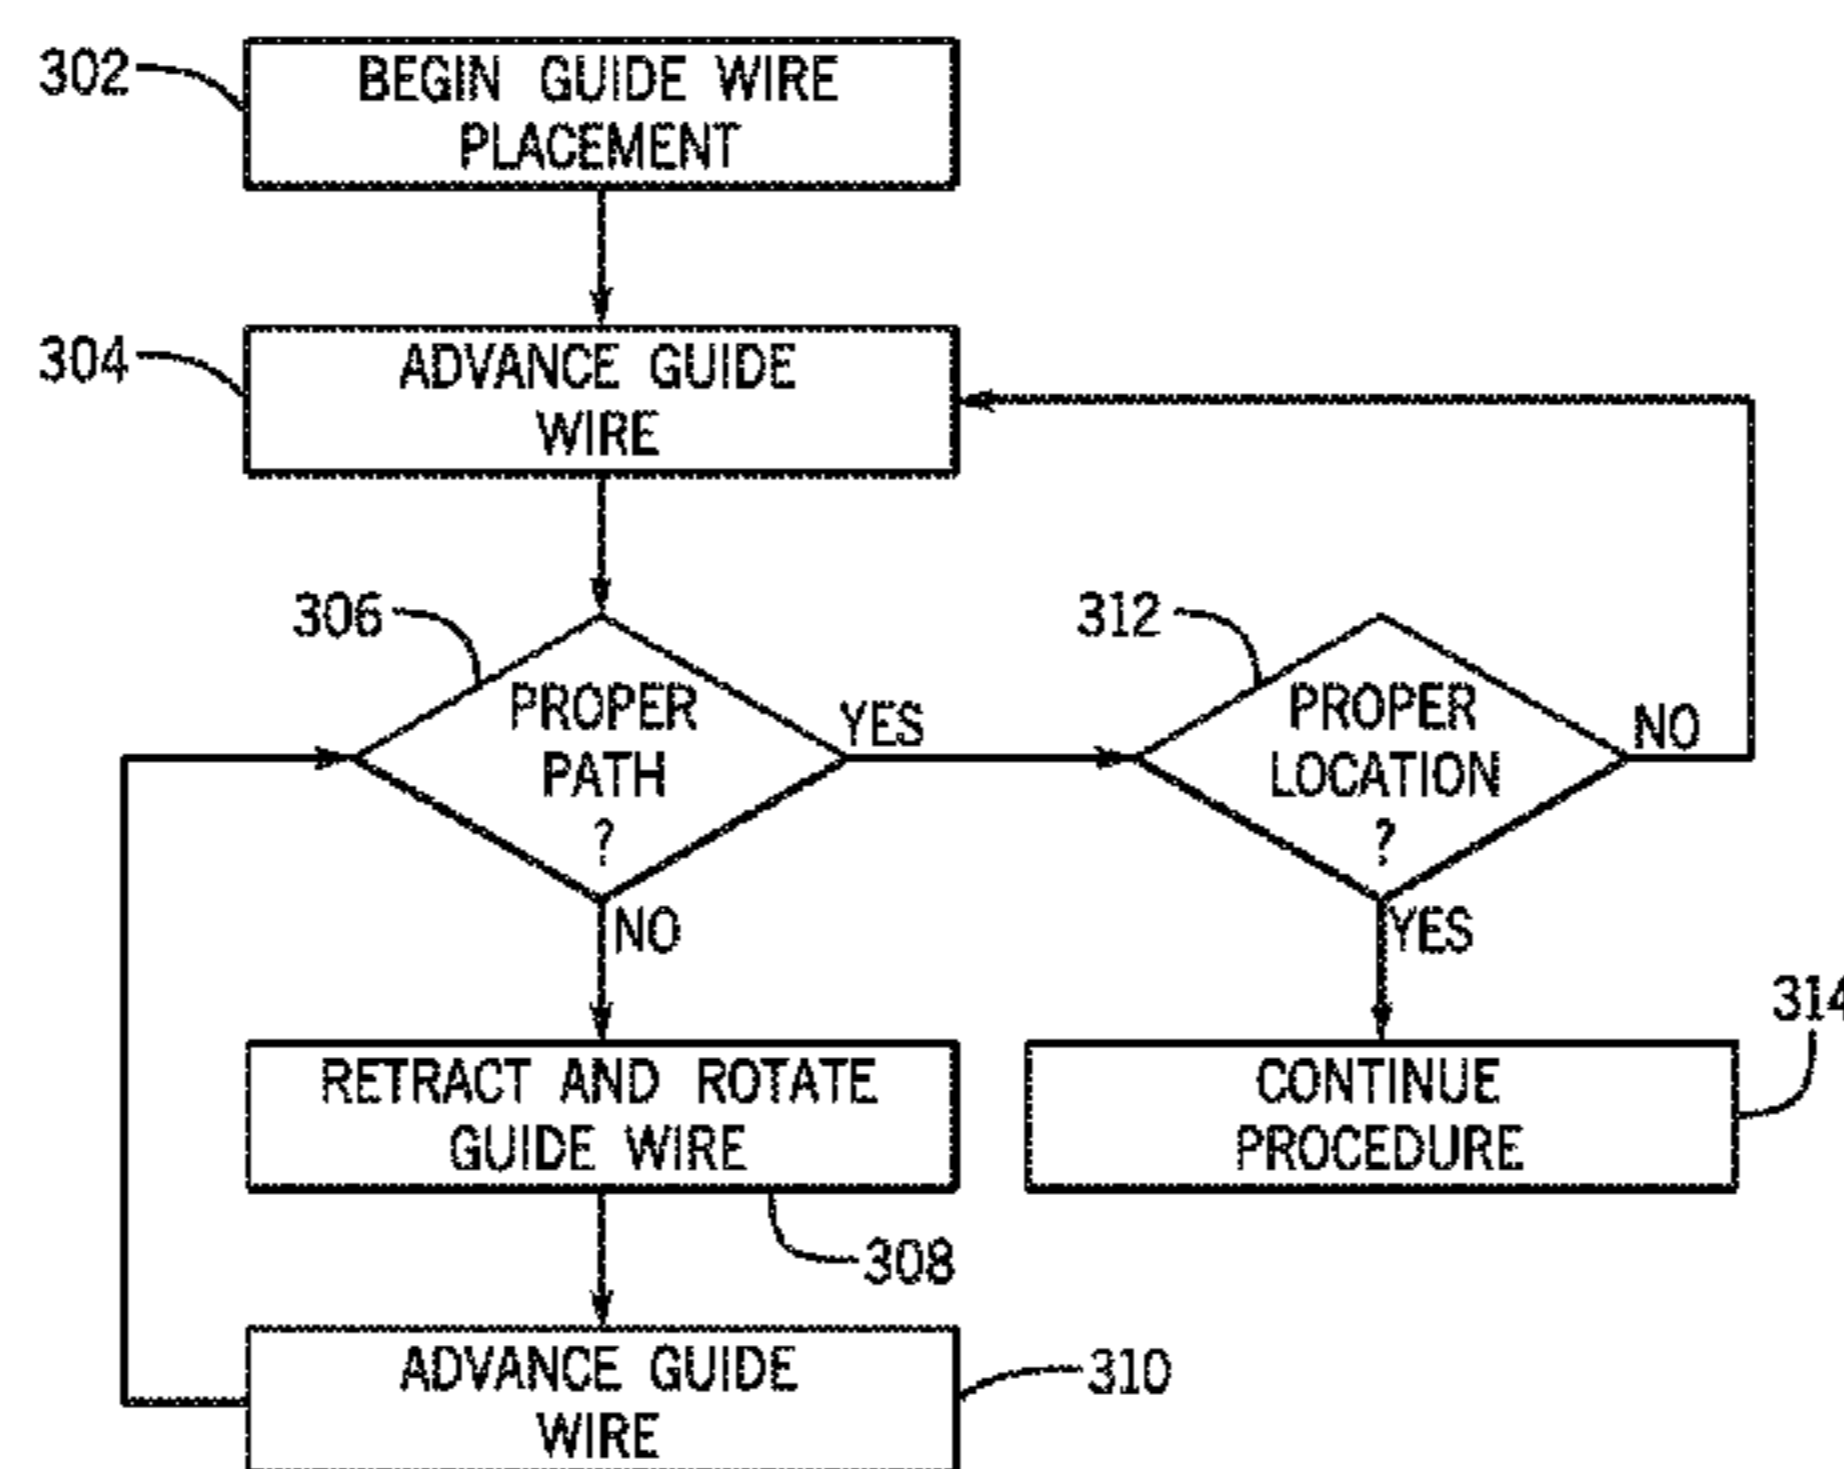 302
BEGIN GUIDE WIRE
PLACEMENT
304
ADVANCE GUIDE
WIRE
306
PROPER
PATH
?
YES
NO
312
PROPER
LOCATION
?
NO
YES
RETRACT AND ROTATE
GUIDE WIRE
308
CONTINUE
PROCEDURE
314
ADVANCE GUIDE
WIRE
310